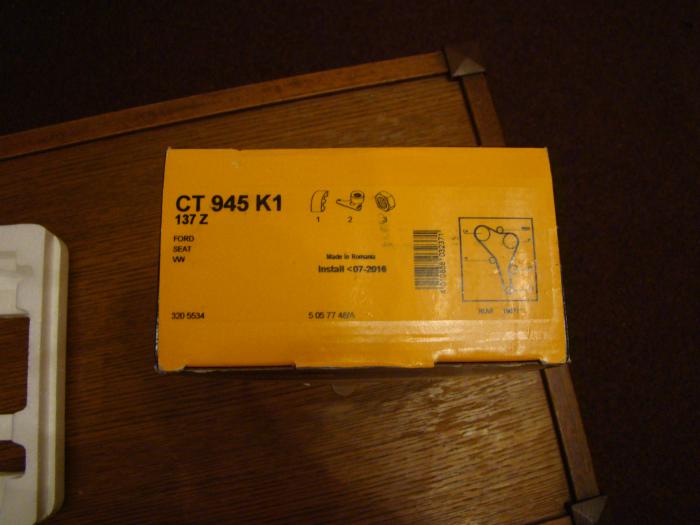 CT 945 K1
137 Z
FORD
SEAT
VW
1 2 3
Made in Romania
Install <07-2016
320 5534
5 05 77 46/A